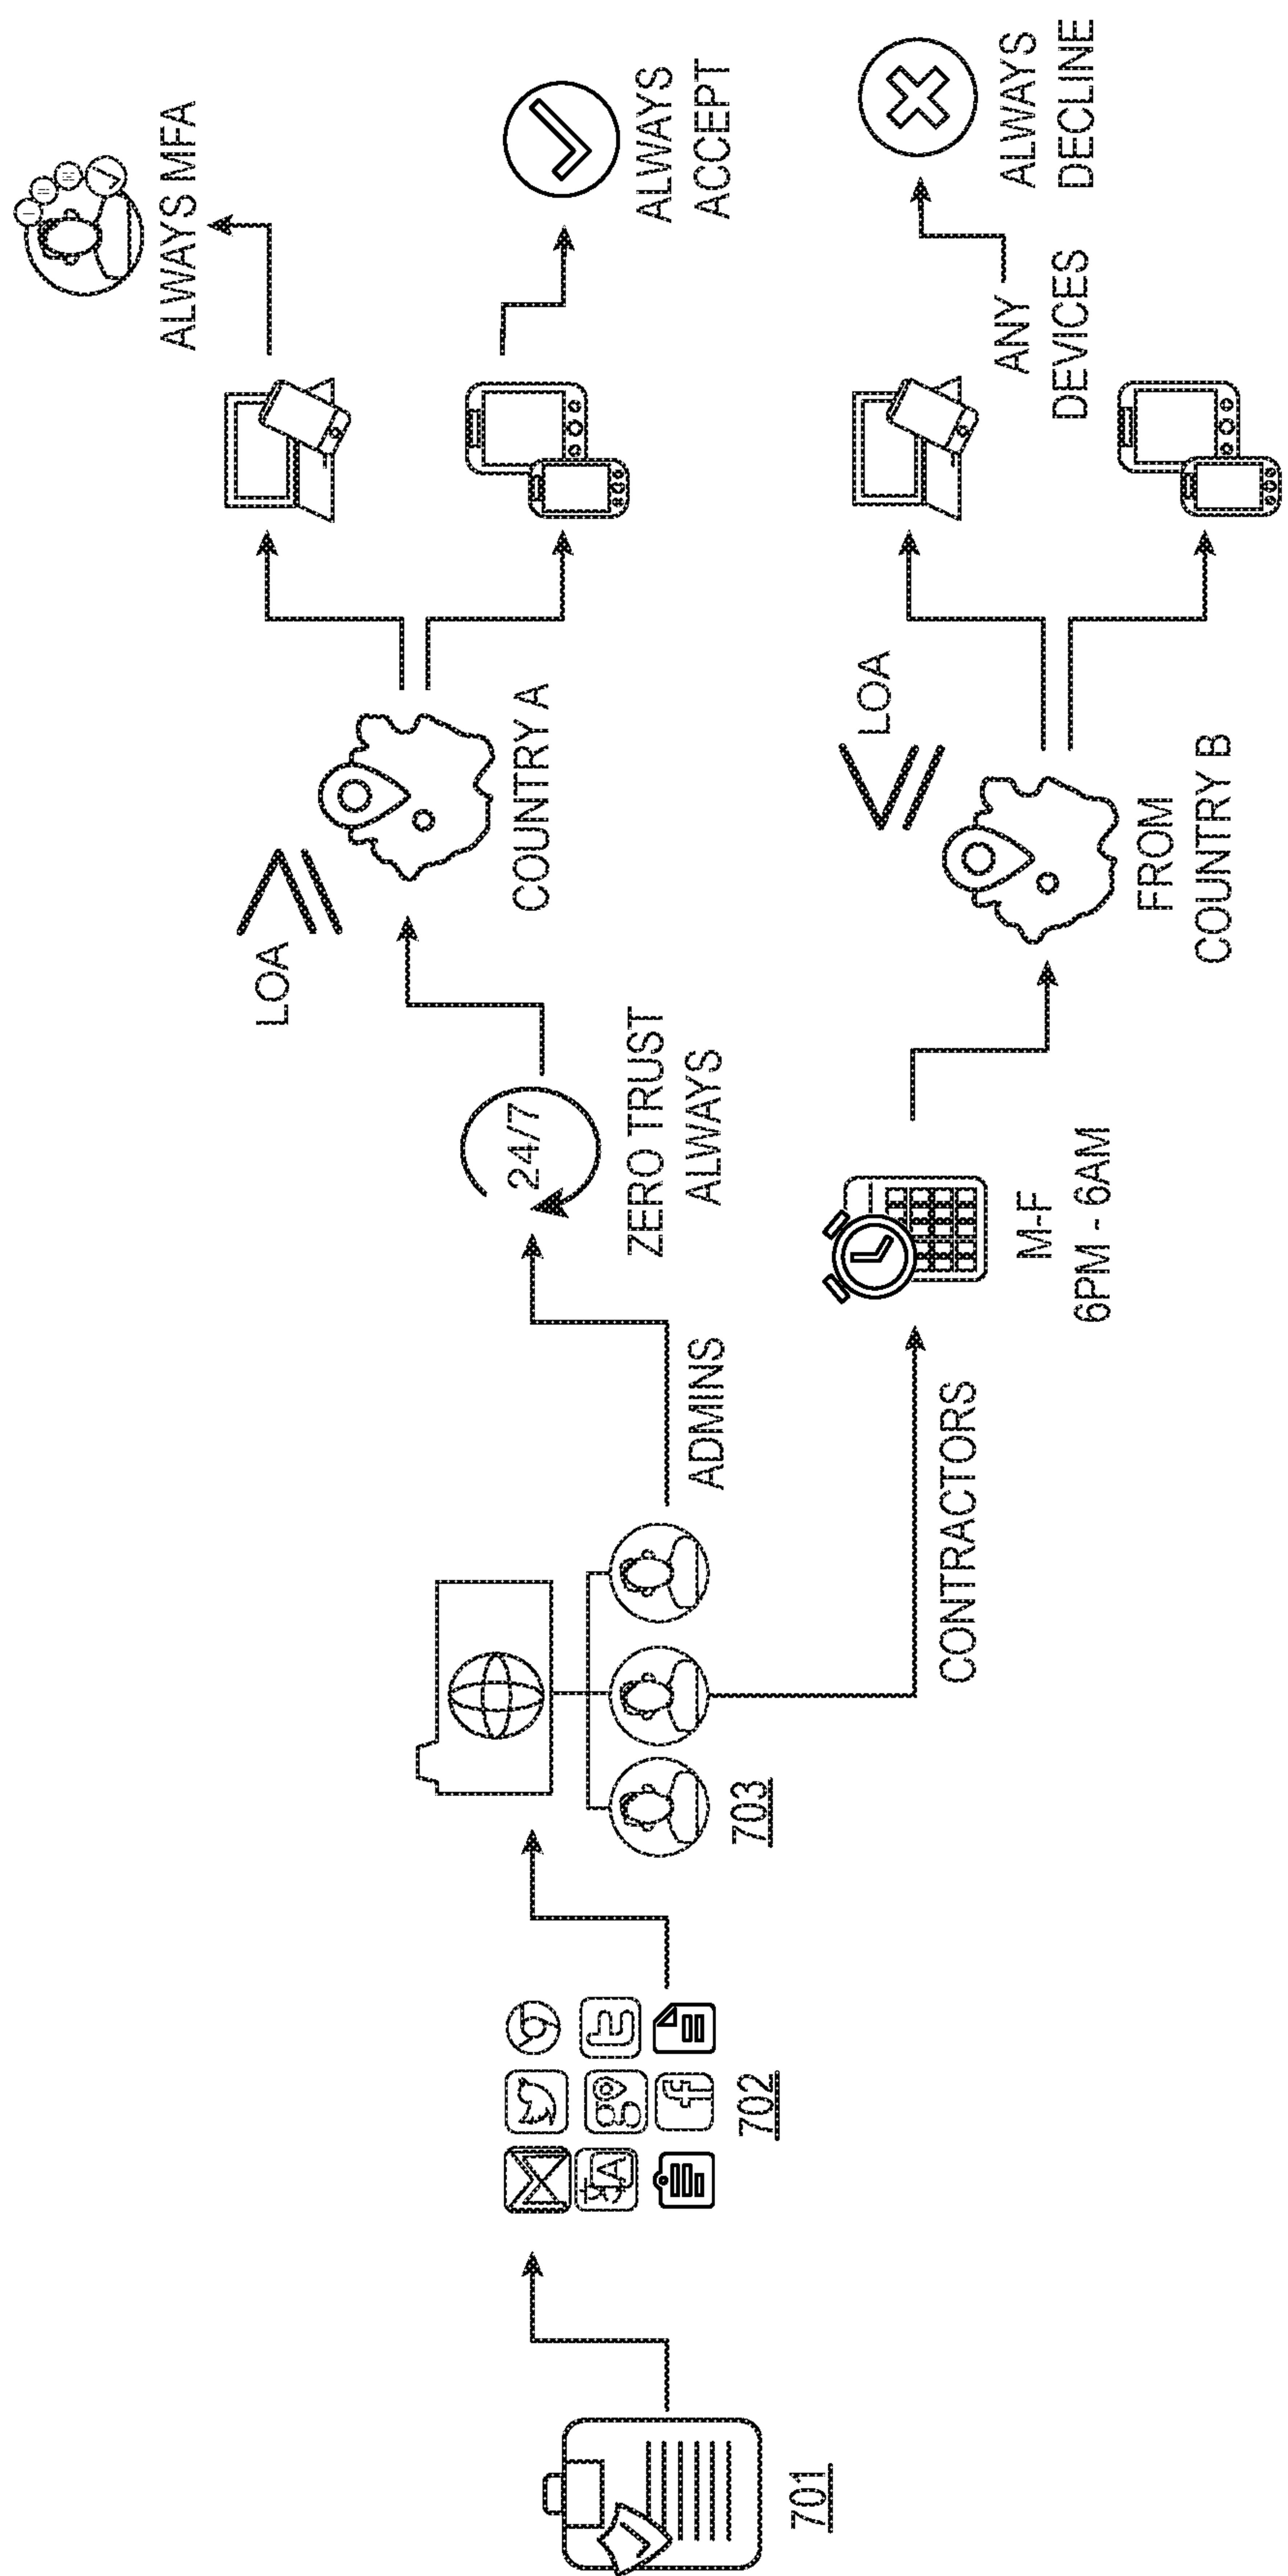 ALWAYS MFA
LOA ≥
COUNTRY A
24/7
ZERO TRUST
ALWAYS
ALWAYS
ACCEPT
ADMINS
701
702
703
CONTRACTORS
M-F
6PM - 6AM
≤ LOA
FROM
COUNTRY B
ANY
DEVICES
ALWAYS
DECLINE